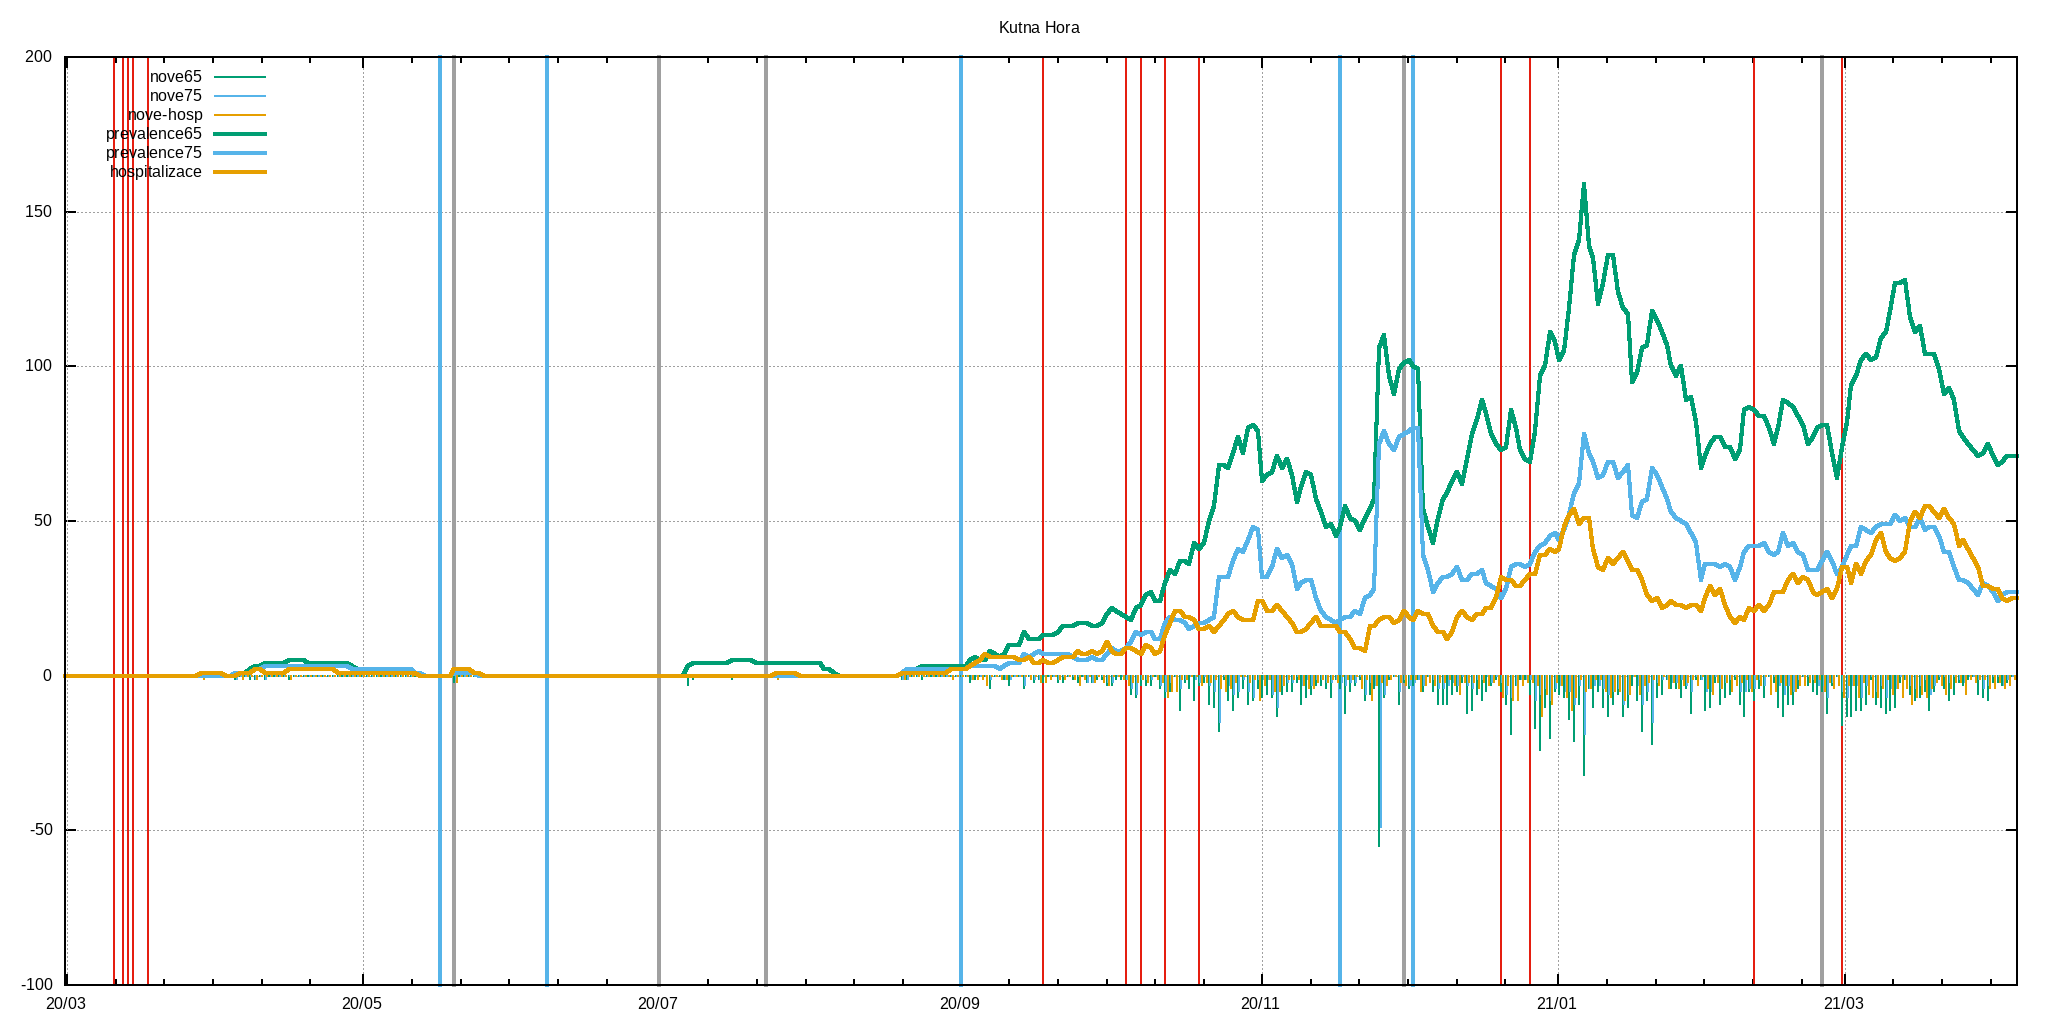 Kutna Hora
200
nove65
nove75
nove-hosp
prevalence65
prevalence75
hospitalizace
150
100
50
0
-50
-100
20/03 20/05 20/07 20/09 20/11 21/01 21/03